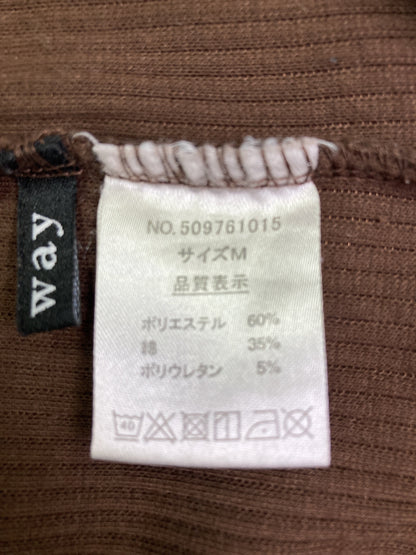 way
NO. 509761015
サイズM
品質表示
ポリエステル 60%
綿 35%
ポリウレタン 5%
40